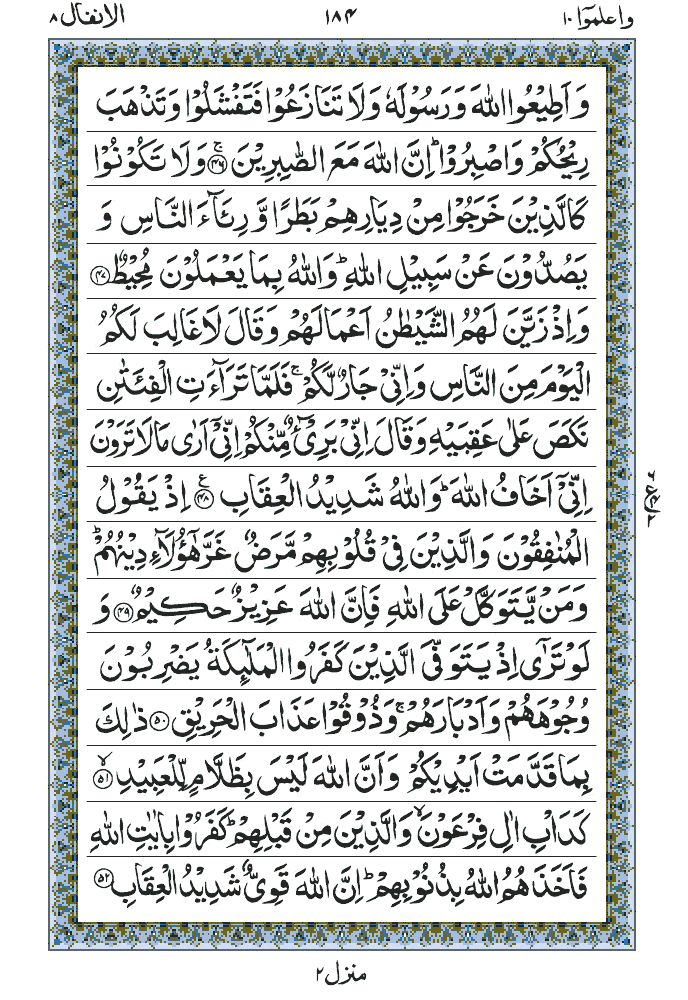 واعلموٓا ١٠ ١٨٤ الانفال ٨
وَ اَطِیْعُوا اللّٰهَ وَ رَسُوْلَهٗ وَ لَا تَنَازَعُوْا فَتَفْشَلُوْا وَ تَذْهَبَ
رِیْحُكُمْ وَ اصْبِرُوْاؕ اِنَّ اللّٰهَ مَعَ الصّٰبِرِیْنَۚ ﴿۴۶﴾ وَ لَا تَكُوْنُوْا
كَالَّذِیْنَ خَرَجُوْا مِنْ دِیَارِهِمْ بَطَرًا وَّ رِئَآءَ النَّاسِ وَ
یَصُدُّوْنَ عَنْ سَبِیْلِ اللّٰهِؕ وَ اللّٰهُ بِمَا یَعْمَلُوْنَ مُحِیْطٌ ﴿۴۷﴾
وَ اِذْ زَیَّنَ لَهُمُ الشَّیْطٰنُ اَعْمَالَهُمْ وَ قَالَ لَا غَالِبَ لَكُمُ
الْیَوْمَ مِنَ النَّاسِ وَ اِنِّیْ جَارٌ لَّكُمْۚ فَلَمَّا تَرَآءَتِ الْفِئَتٰنِ
نَكَصَ عَلٰى عَقِبَیْهِ وَ قَالَ اِنِّیْ بَرِیْٓءٌ مِّنْكُمْ اِنِّیْۤ اَرٰى مَا لَا تَرَوْنَ
اِنِّیْۤ اَخَافُ اللّٰهَؕ وَ اللّٰهُ شَدِیْدُ الْعِقَابِ ﴿۴۸﴾ ع اِذْ یَقُوْلُ
الْمُنٰفِقُوْنَ وَ الَّذِیْنَ فِیْ قُلُوْبِهِمْ مَّرَضٌ غَرَّ هٰۤؤُلَآءِ دِیْنُهُمْؕ
وَ مَنْ یَّتَوَكَّلْ عَلَى اللّٰهِ فَاِنَّ اللّٰهَ عَزِیْزٌ حَكِیْمٌ ﴿۴۹﴾ وَ
لَوْ تَرٰۤى اِذْ یَتَوَفَّى الَّذِیْنَ كَفَرُوا الْمَلٰٓىِٕكَةُ یَضْرِبُوْنَ
وُجُوْهَهُمْ وَ اَدْبَارَهُمْۚ وَ ذُوْقُوْا عَذَابَ الْحَرِیْقِ ﴿۵۰﴾ ذٰلِكَ
بِمَا قَدَّمَتْ اَیْدِیْكُمْ وَ اَنَّ اللّٰهَ لَیْسَ بِظَلَّامٍ لِّلْعَبِیْدِۙ ﴿۵۱﴾
كَدَاْبِ اٰلِ فِرْعَوْنَۙ وَ الَّذِیْنَ مِنْ قَبْلِهِمْؕ كَفَرُوْا بِاٰیٰتِ اللّٰهِ
فَاَخَذَهُمُ اللّٰهُ بِذُنُوْبِهِمْؕ اِنَّ اللّٰهَ قَوِیٌّ شَدِیْدُ الْعِقَابِ ﴿۵۲﴾
منزل ٢